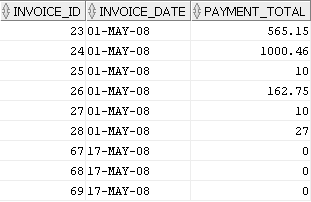 INVOICE_ID INVOICE_DATE PAYMENT_TOTAL
23 01-MAY-08 565.15
24 01-MAY-08 1000.46
25 01-MAY-08 10
26 01-MAY-08 162.75
27 01-MAY-08 10
28 01-MAY-08 27
67 17-MAY-08 0
68 17-MAY-08 0
69 17-MAY-08 0